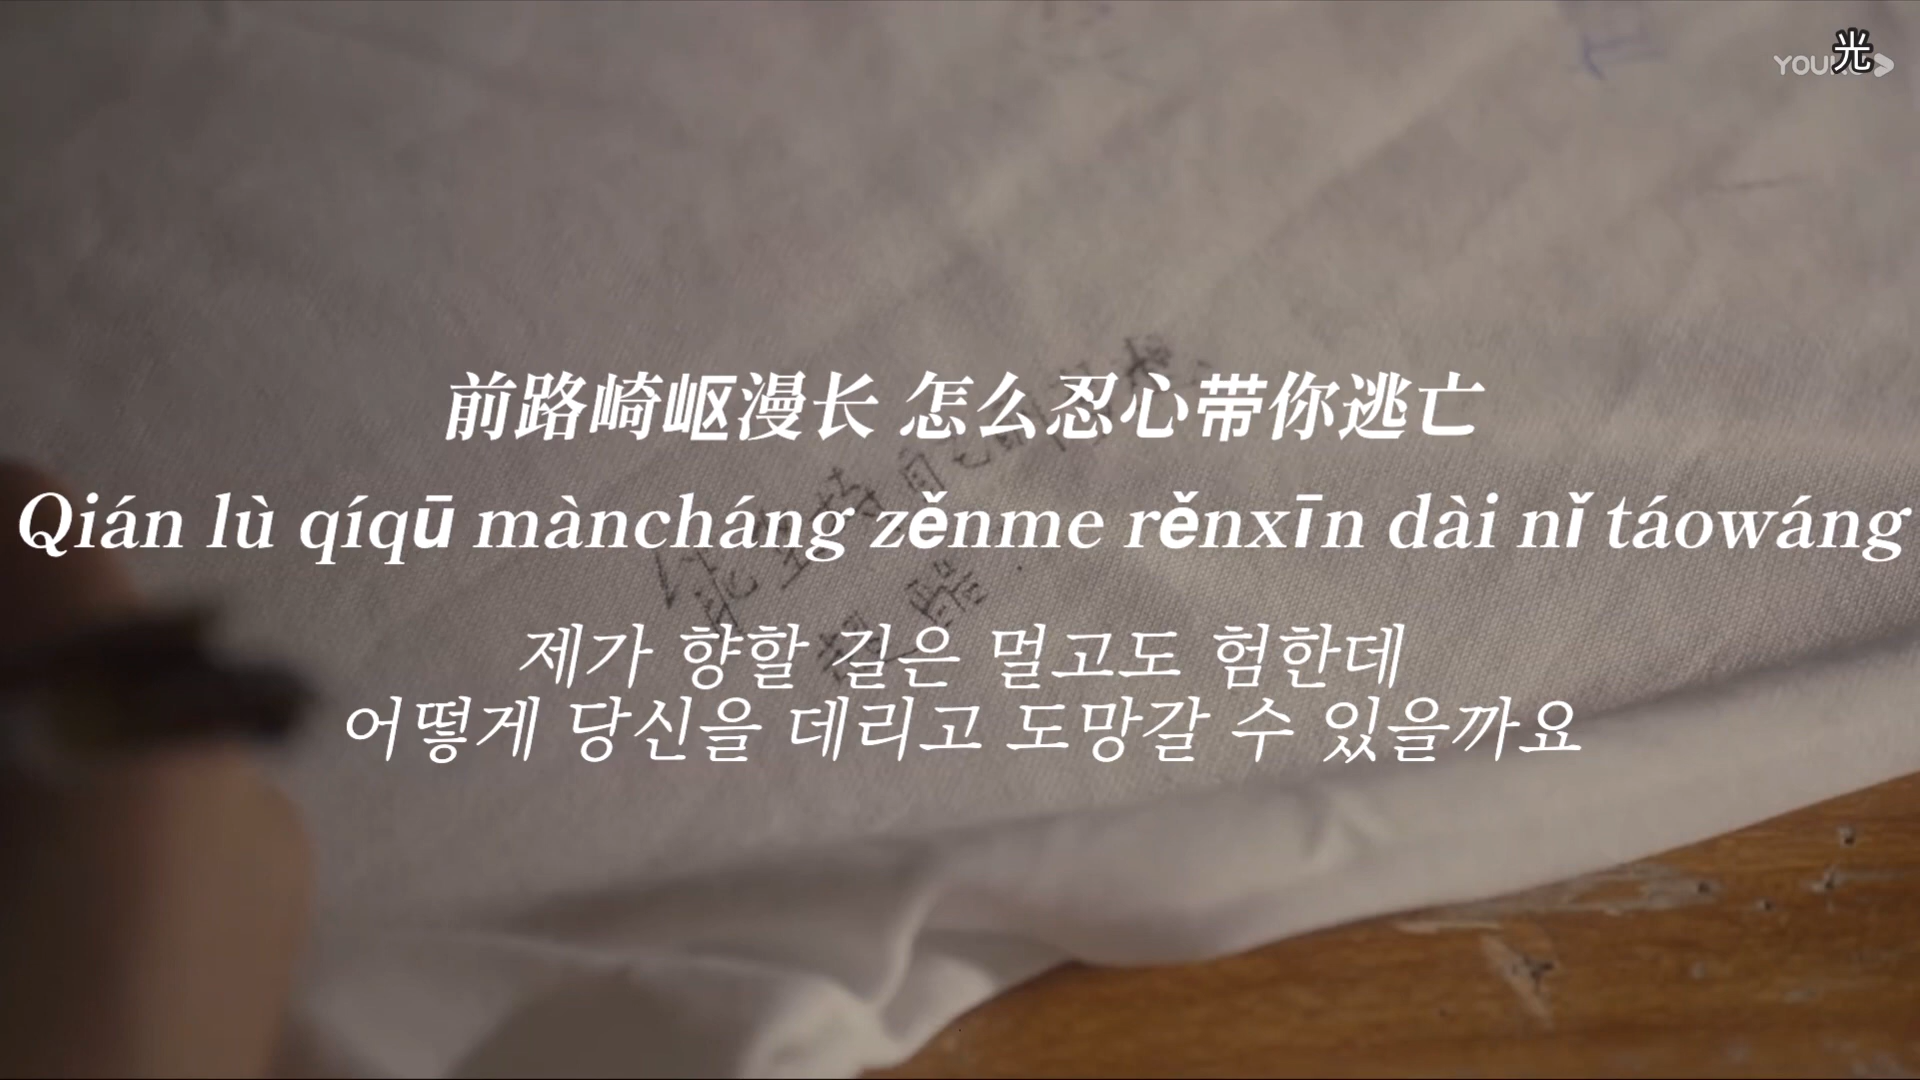 光
前路崎岖漫长 怎么忍心带你逃亡
Qián lù qíqū màncháng zěnme rěnxīn dài nǐ táowáng
제가 향할 길은 멀고도 험한데
어떻게 당신을 데리고 도망갈 수 있을까요